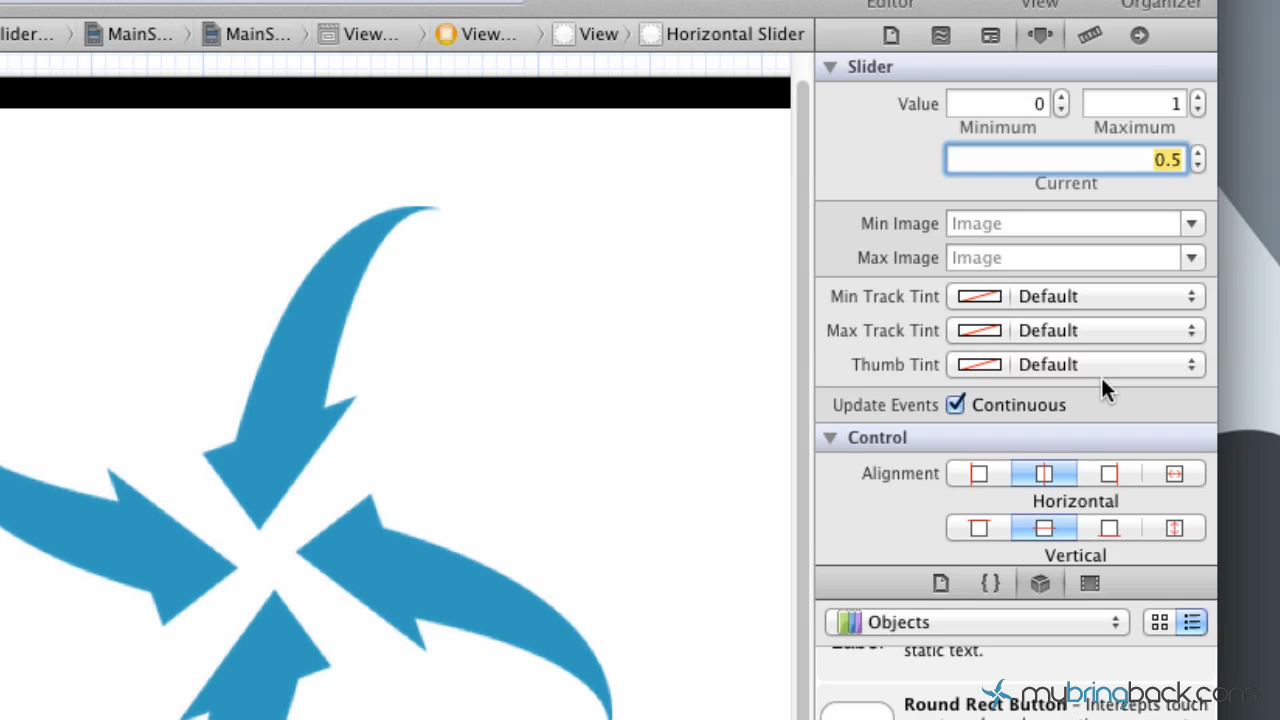 Editor View Organizer
lider... MainS... MainS... View... View... View Horizontal Slider
Slider
Value 0 1
Minimum Maximum
0.5
Current
Min Image Image
Max Image Image
Min Track Tint Default
Max Track Tint Default
Thumb Tint Default
Update Events Continuous
Control
Alignment
Horizontal
Vertical
{}
Objects
Label static text.
Round Rect Button – Intercepts touch
mybringback.com